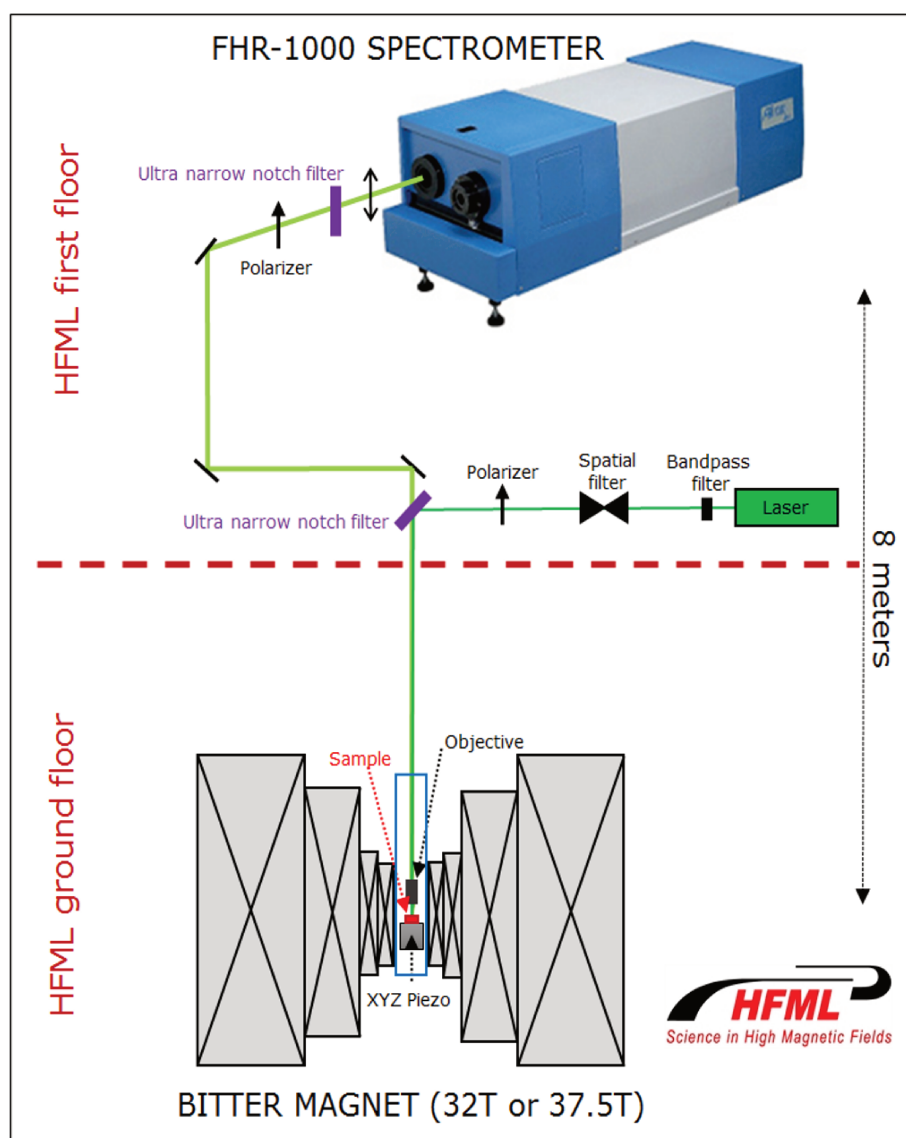 FHR-1000 SPECTROMETER
HFML first floor
Ultra narrow notch filter
Polarizer
Polarizer
Spatial
filter
Bandpass
filter
Laser
Ultra narrow notch filter
8 meters
HFML ground floor
Objective
Sample
XYZ Piezo
HFML
Science in High Magnetic Fields
BITTER MAGNET (32T or 37.5T)